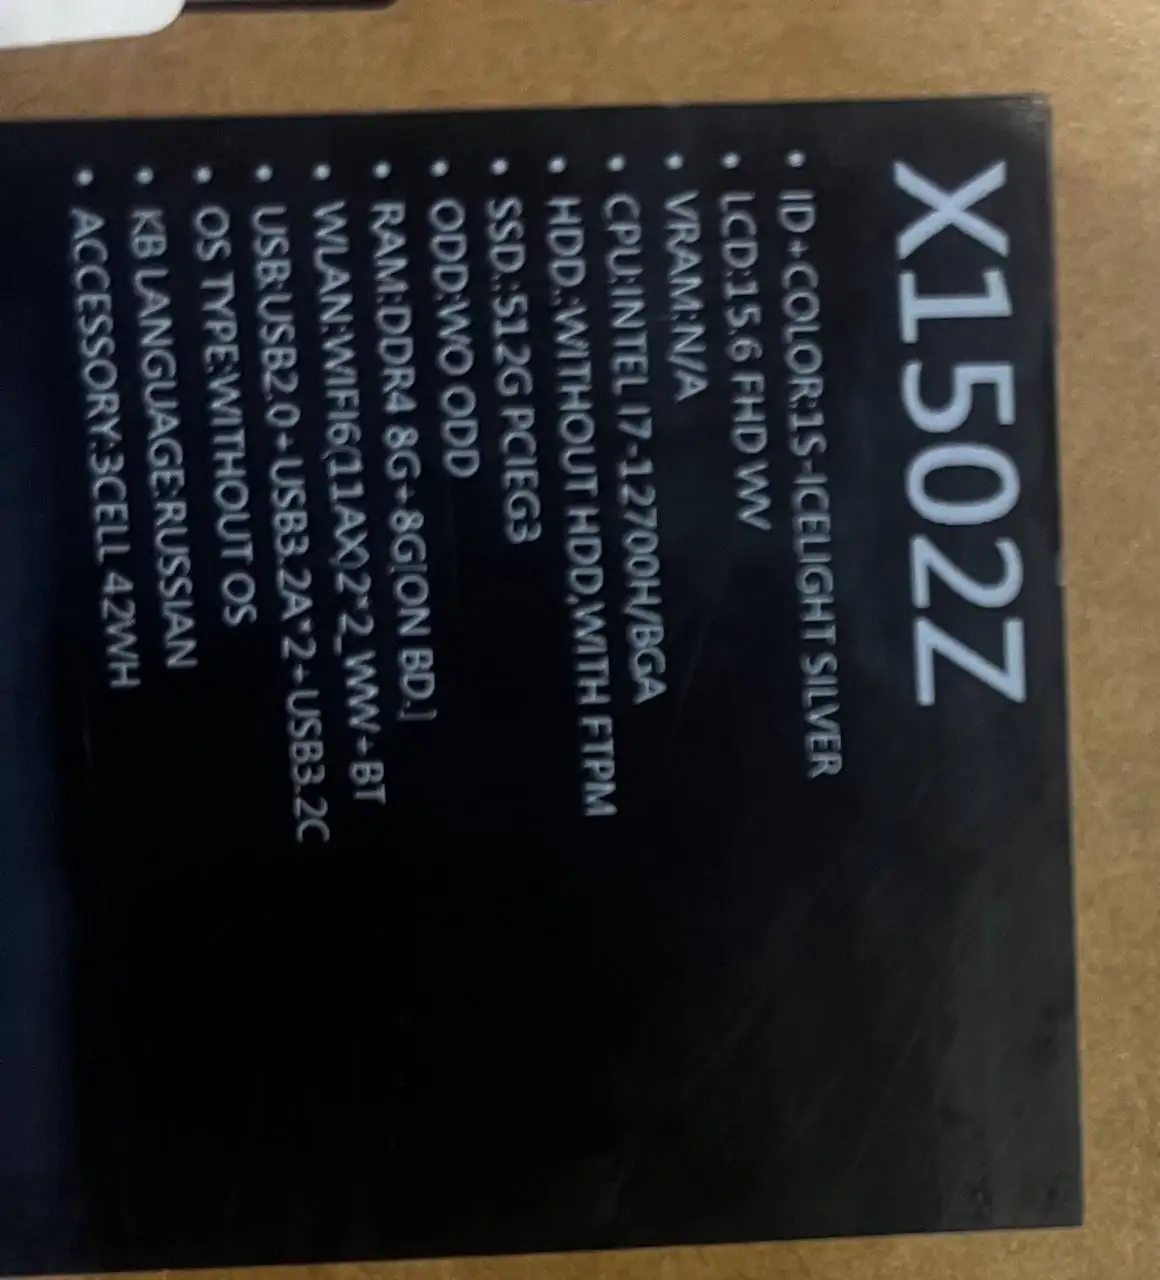 X1502Z
• ID+COLOR:1S-ICELIGHT SILVER
• LCD:15.6 FHD VWV
• VRAM:N/A
• CPU:INTEL I7-12700H/BGA
• HDD.:WITHOUT HDD,WITH FTPM
• SSD.:512G PCIEG3
• ODD:WO ODD
• RAM:DDR4 8G+8G[ON BD.]
• WLAN:WIFI6(11AX)2*2_WW+BT
• USB:USB2.0+USB3.2A*2+USB3.2C
• OS TYPE:WITHOUT OS
• KB LANGUAGE:RUSSIAN
• ACCESSORY:3CELL 42WH